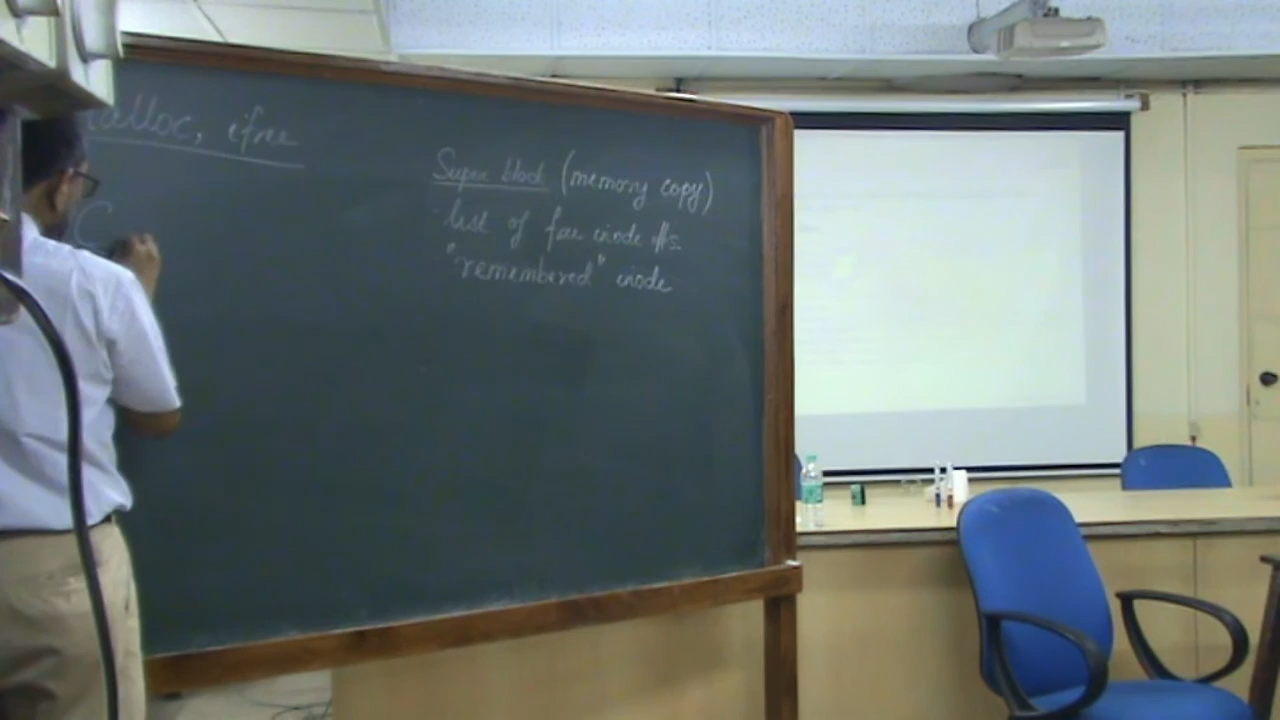 ialloc, ifree
Super block (memory copy)
list of free inode #s.
"remembered" inode
C